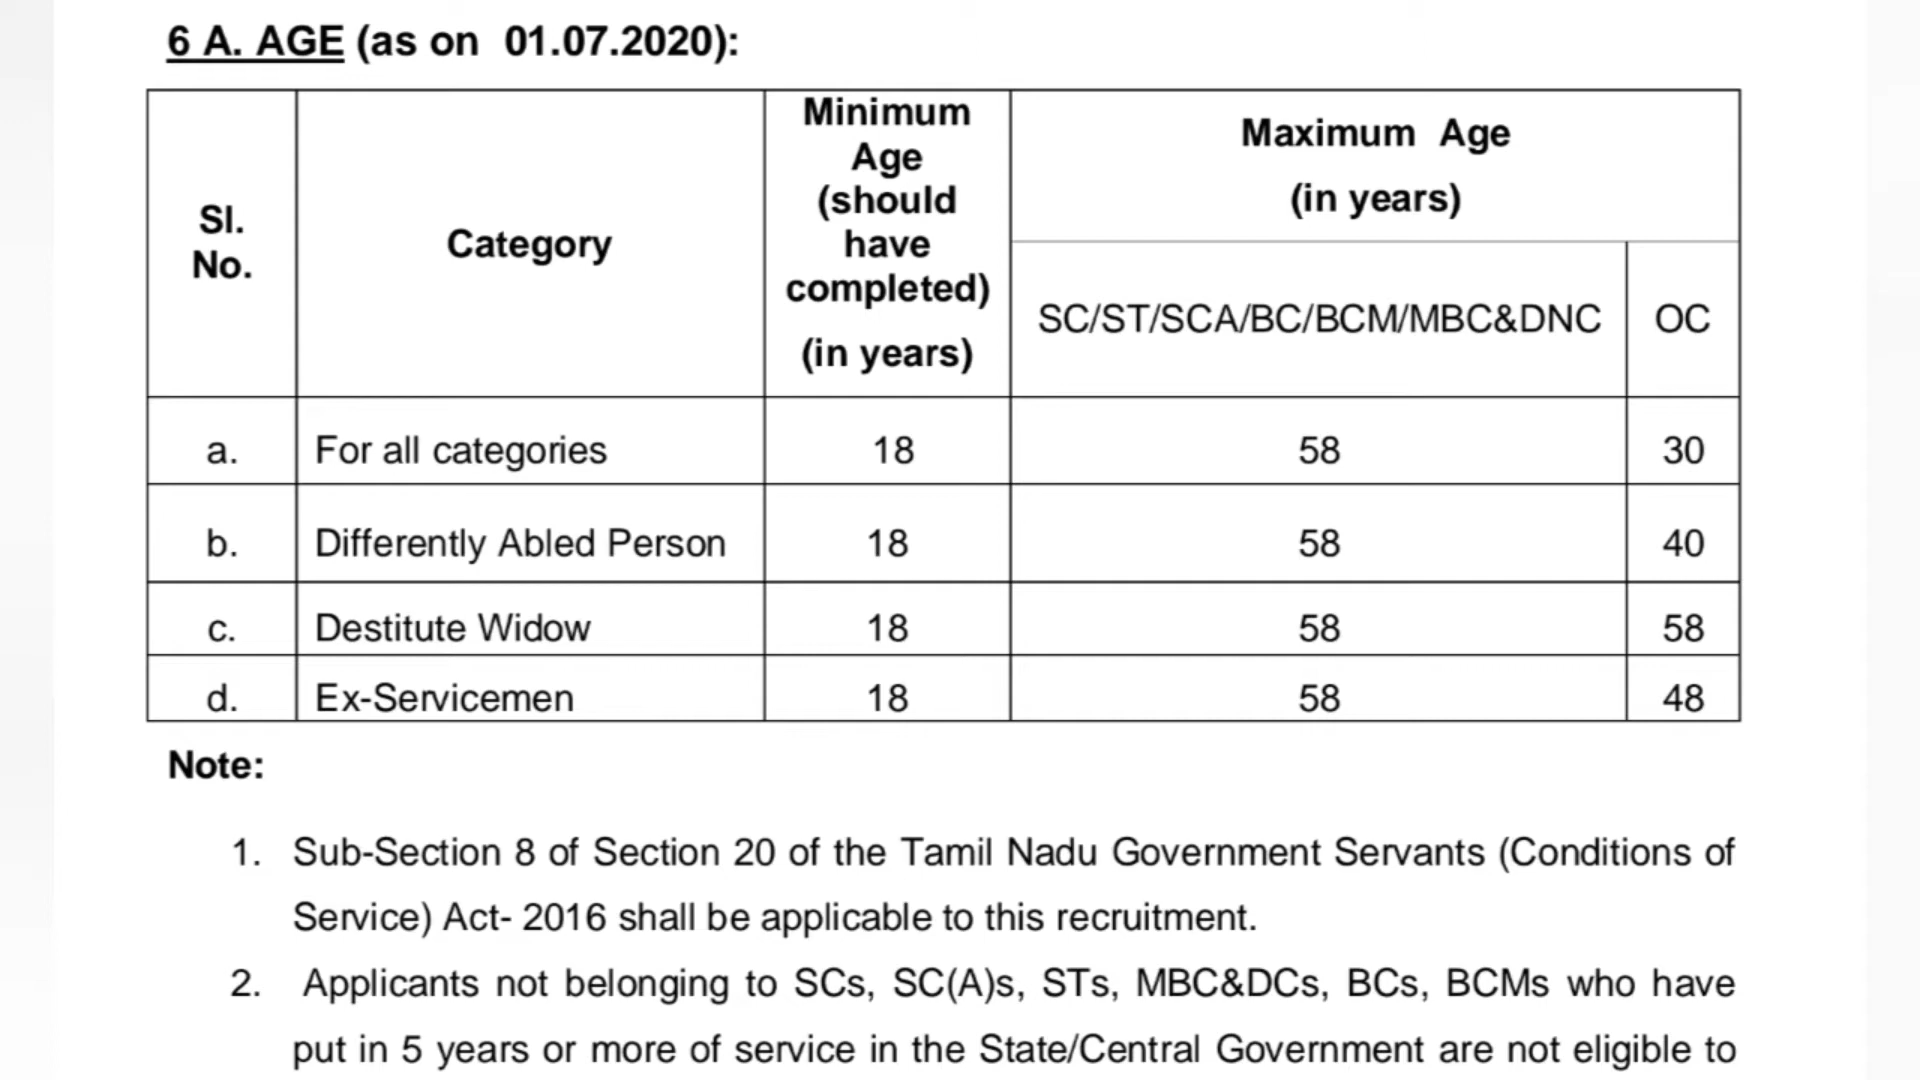 6 A. AGE (as on 01.07.2020):
Sl.
No.
Category
Minimum
Age
(should
have
completed)
(in years)
Maximum Age
(in years)
SC/ST/SCA/BC/BCM/MBC&DNC
OC
a. For all categories 18 58 30
b. Differently Abled Person 18 58 40
c. Destitute Widow 18 58 58
d. Ex-Servicemen 18 58 48
Note:
1. Sub-Section 8 of Section 20 of the Tamil Nadu Government Servants (Conditions of
Service) Act- 2016 shall be applicable to this recruitment.
2. Applicants not belonging to SCs, SC(A)s, STs, MBC&DCs, BCs, BCMs who have
put in 5 years or more of service in the State/Central Government are not eligible to